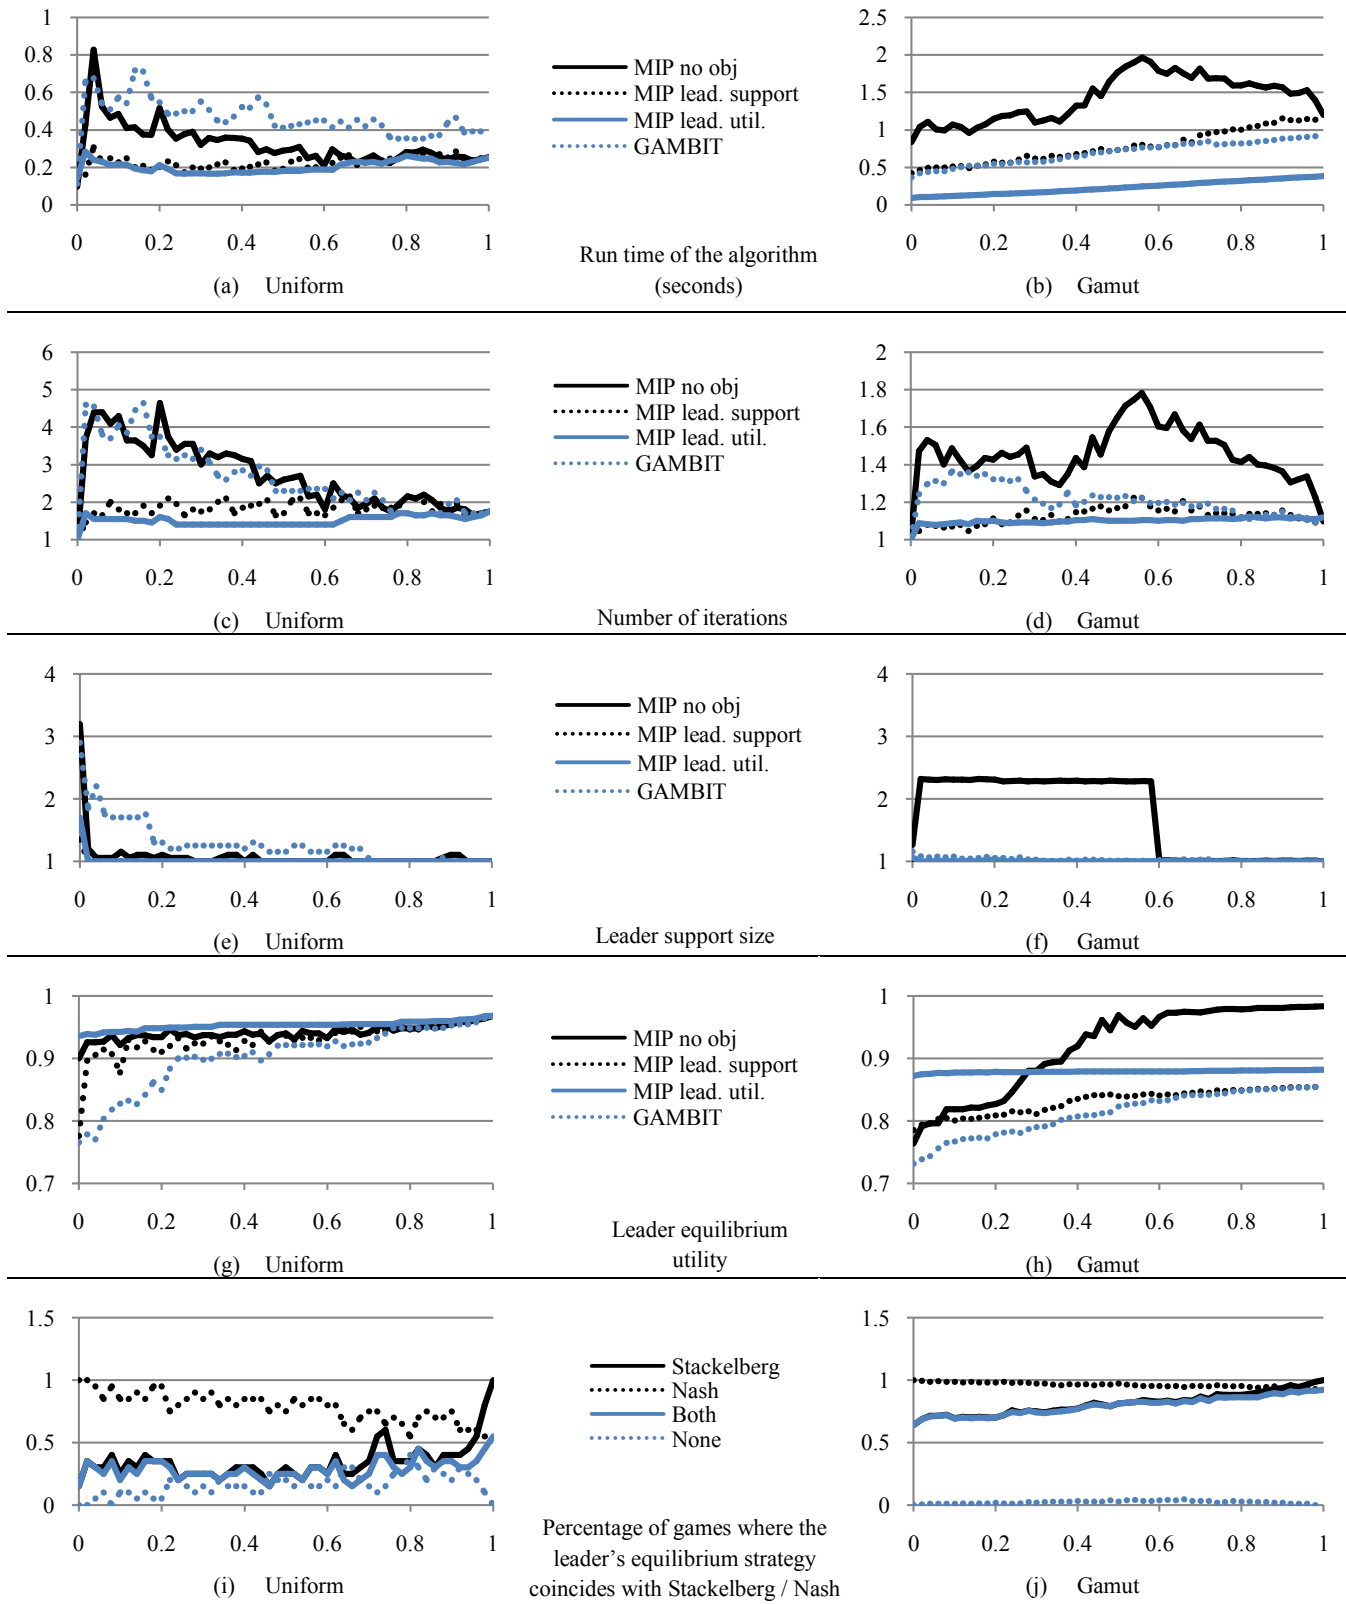 1
0.8
0.6
0.4
0.2
0
0 0.2 0.4 0.6 0.8 1
(a) Uniform
MIP no obj
MIP lead. support
MIP lead. util.
GAMBIT
Run time of the algorithm
(seconds)
2.5
2
1.5
1
0.5
0
0 0.2 0.4 0.6 0.8 1
(b) Gamut
6
5
4
3
2
1
0 0.2 0.4 0.6 0.8 1
(c) Uniform
MIP no obj
MIP lead. support
MIP lead. util.
GAMBIT
Number of iterations
2
1.8
1.6
1.4
1.2
1
0 0.2 0.4 0.6 0.8 1
(d) Gamut
4
3
2
1
0 0.2 0.4 0.6 0.8 1
(e) Uniform
MIP no obj
MIP lead. support
MIP lead. util.
GAMBIT
Leader support size
4
3
2
1
0 0.2 0.4 0.6 0.8 1
(f) Gamut
1
0.9
0.8
0.7
0 0.2 0.4 0.6 0.8 1
(g) Uniform
MIP no obj
MIP lead. support
MIP lead. util.
GAMBIT
Leader equilibrium
utility
1
0.9
0.8
0.7
0 0.2 0.4 0.6 0.8 1
(h) Gamut
1.5
1
0.5
0
0 0.2 0.4 0.6 0.8 1
(i) Uniform
Stackelberg
Nash
Both
None
Percentage of games where the
leader’s equilibrium strategy
coincides with Stackelberg / Nash
1.5
1
0.5
0
0 0.2 0.4 0.6 0.8 1
(j) Gamut